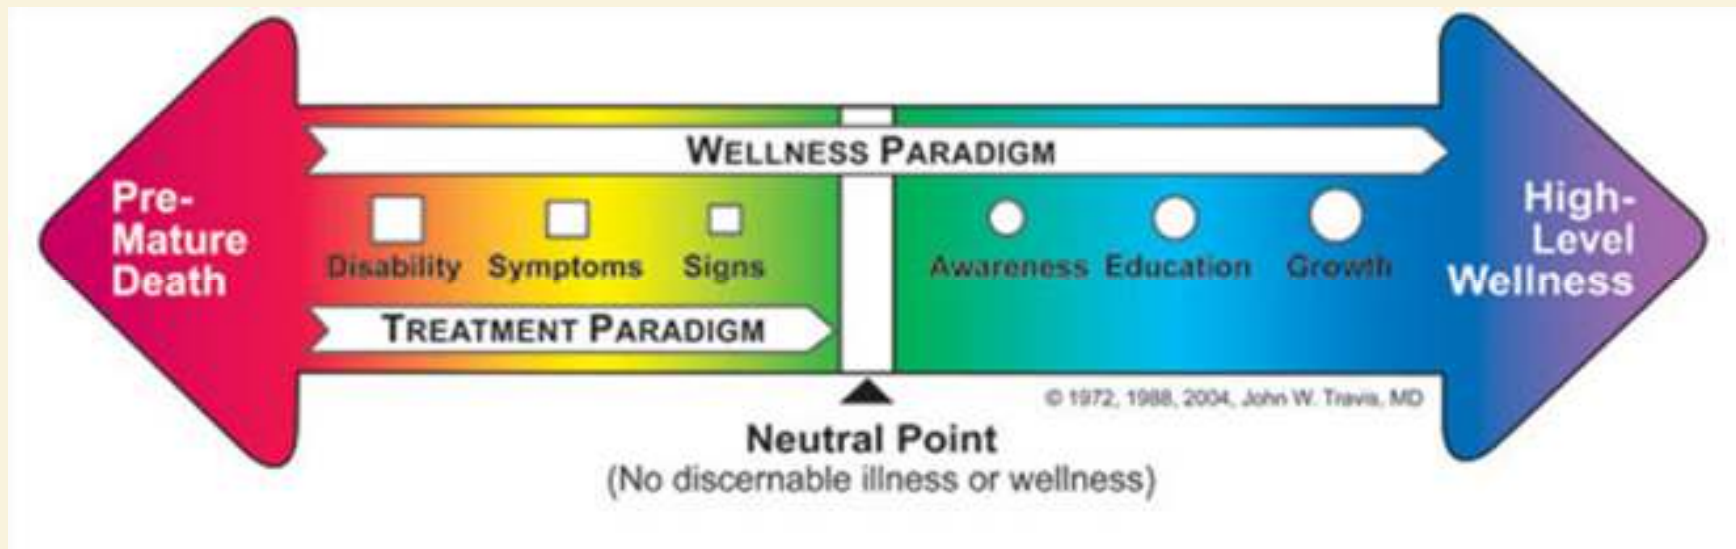 WELLNESS PARADIGM
Pre-
Mature
Death
Disability Symptoms Signs
Awareness Education Growth
High-
Level
Wellness
TREATMENT PARADIGM
© 1972, 1988, 2004, John W. Travis, MD
Neutral Point
(No discernable illness or wellness)